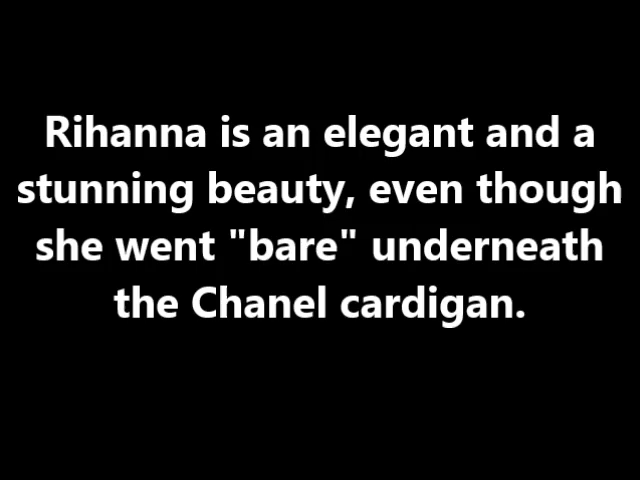 Rihanna is an elegant and a
stunning beauty, even though
she went "bare" underneath
the Chanel cardigan.